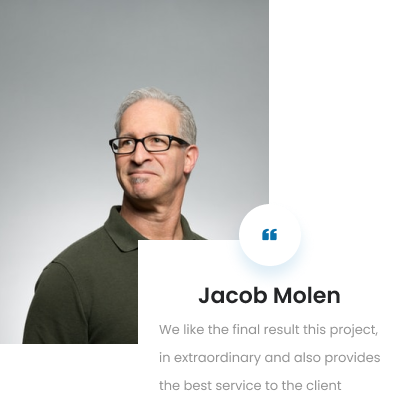 Jacob Molen
We like the final result this project,
in extraordinary and also provides
the best service to the client